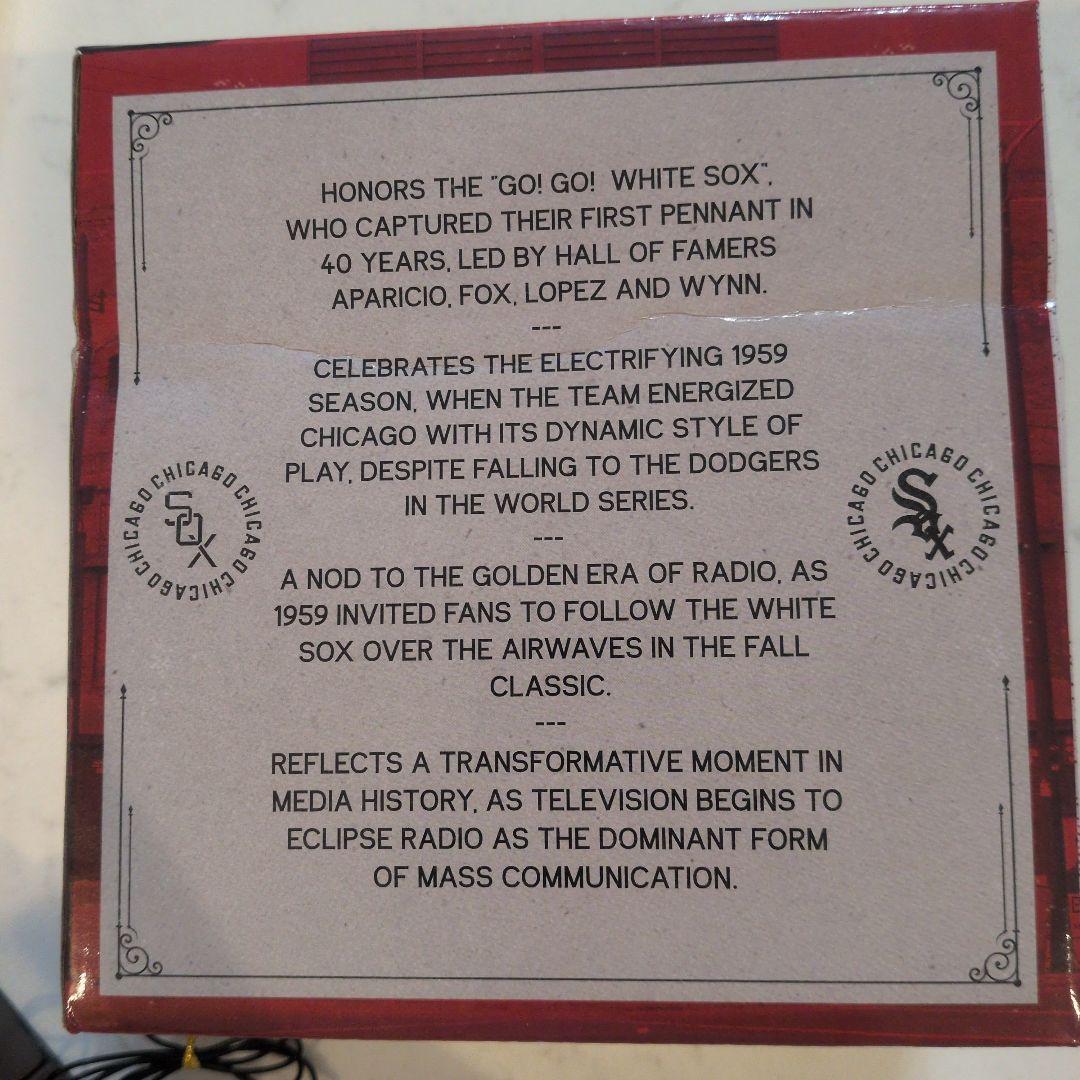 HONORS THE "GO! GO! WHITE SOX",
WHO CAPTURED THEIR FIRST PENNANT IN
40 YEARS, LED BY HALL OF FAMERS
APARICIO, FOX, LOPEZ AND WYNN.
---
CELEBRATES THE ELECTRIFYING 1959
SEASON, WHEN THE TEAM ENERGIZED
CHICAGO WITH ITS DYNAMIC STYLE OF
PLAY, DESPITE FALLING TO THE DODGERS
IN THE WORLD SERIES.
---
A NOD TO THE GOLDEN ERA OF RADIO, AS
1959 INVITED FANS TO FOLLOW THE WHITE
SOX OVER THE AIRWAVES IN THE FALL
CLASSIC.
---
REFLECTS A TRANSFORMATIVE MOMENT IN
MEDIA HISTORY, AS TELEVISION BEGINS TO
ECLIPSE RADIO AS THE DOMINANT FORM
OF MASS COMMUNICATION.
CHICAGO CHICAGO CHICAGO CHICAGO CHICAGO
SOX
CHICAGO CHICAGO CHICAGO CHICAGO CHICAGO
Sox